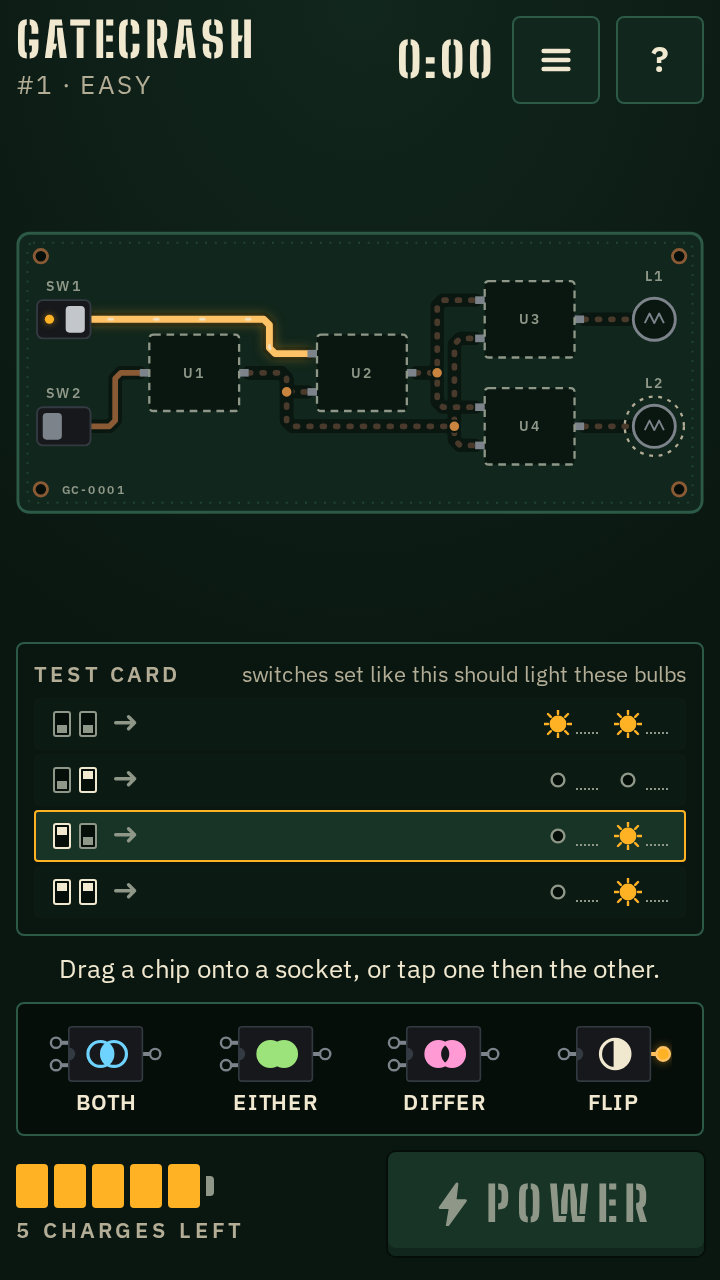 GATECRASH
#1 · EASY
0:00
?
SW1
SW2
U1
U2
U3
U4
L1
L2
GC-0001
TEST CARD
switches set like this should light these bulbs
Drag a chip onto a socket, or tap one then the other.
BOTH
EITHER
DIFFER
FLIP
5 CHARGES LEFT
POWER